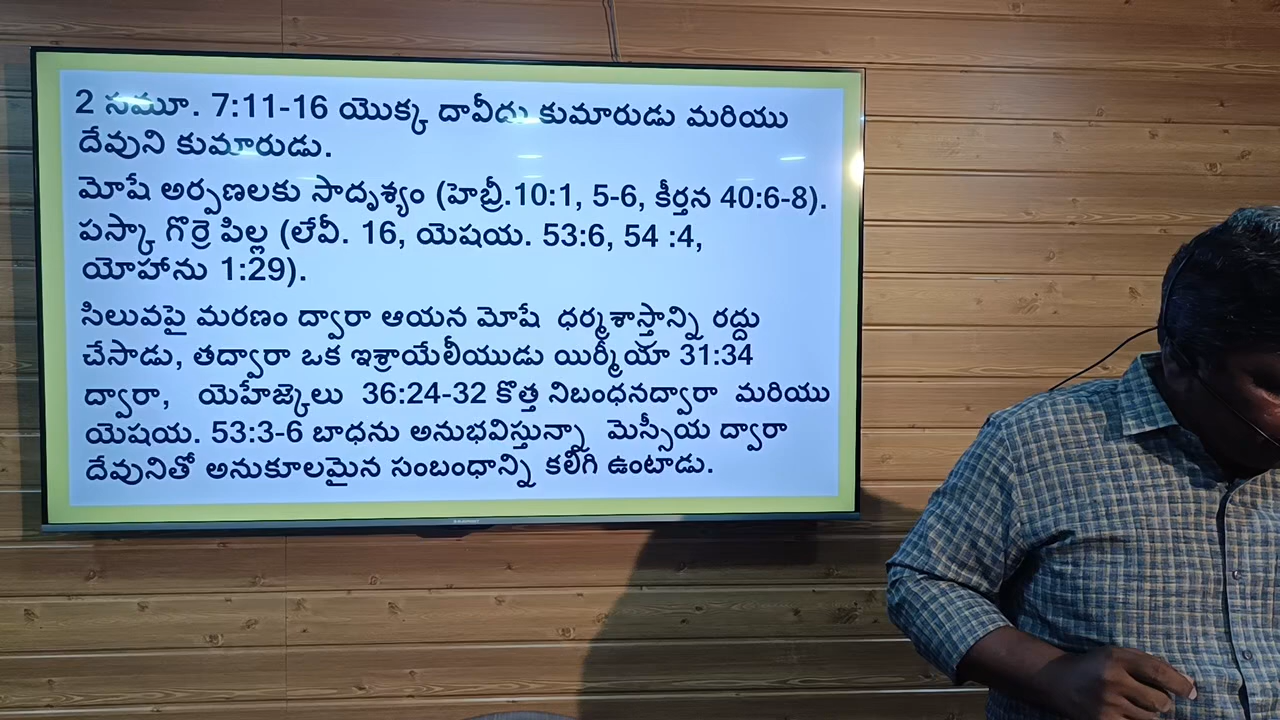 2 సమూ. 7:11-16 యొక్క దావీదు కుమారుడు మరియు
దేవుని కుమారుడు.
మోషే అర్పణలకు సాదృశ్యం (హెబ్రీ.10:1, 5-6, కీర్తన 40:6-8).
పస్కా గొర్రె పిల్ల (లేవీ. 16, యెషయ. 53:6, 54 :4,
యోహాను 1:29).
సిలువపై మరణం ద్వారా ఆయన మోషే ధర్మశాస్త్రాన్ని రద్దు
చేసాడు, తద్వారా ఒక ఇశ్రాయేలీయుడు యిర్మీయా 31:34
ద్వారా, యెహేజ్కెలు 36:24-32 కొత్త నిబంధనద్వారా మరియు
యెషయ. 53:3-6 బాధను అనుభవిస్తున్నా మెస్సీయ ద్వారా
దేవునితో అనుకూలమైన సంబంధాన్ని కలిగి ఉంటాడు.